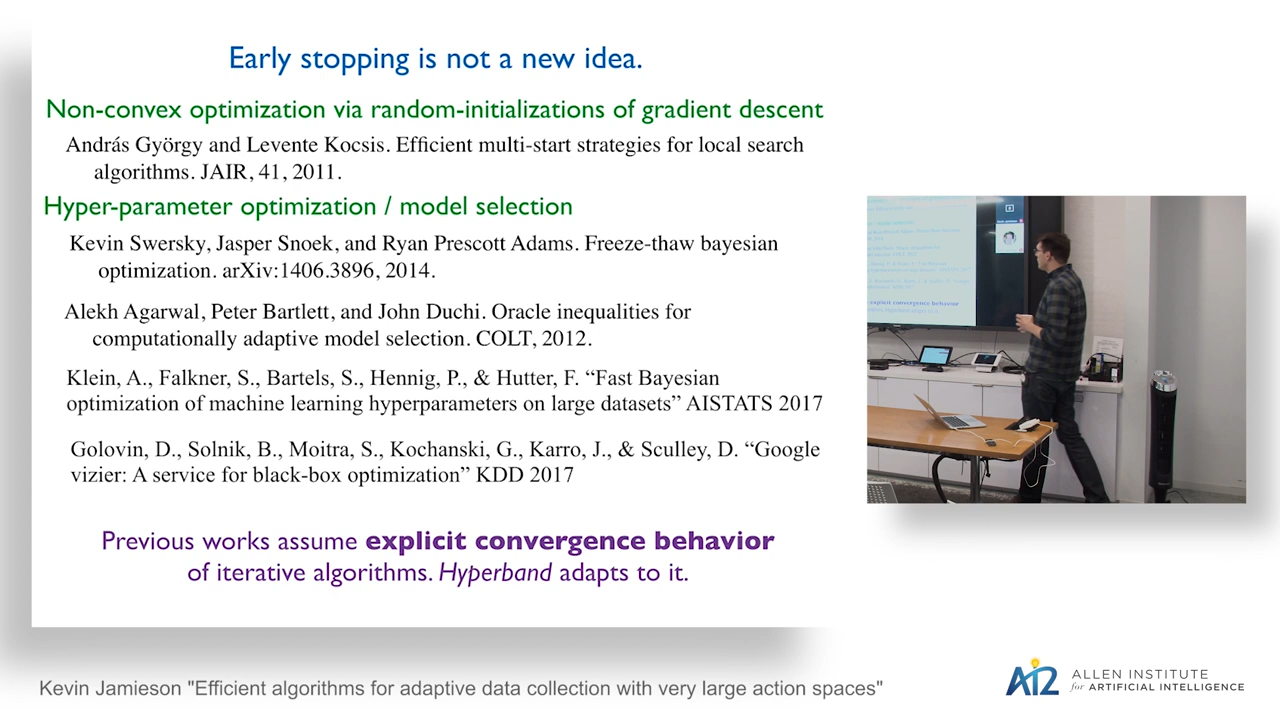 Early stopping is not a new idea.
Non-convex optimization via random-initializations of gradient descent
András György and Levente Kocsis. Efficient multi-start strategies for local search
algorithms. JAIR, 41, 2011.
Hyper-parameter optimization / model selection
Kevin Swersky, Jasper Snoek, and Ryan Prescott Adams. Freeze-thaw bayesian
optimization. arXiv:1406.3896, 2014.
Alekh Agarwal, Peter Bartlett, and John Duchi. Oracle inequalities for
computationally adaptive model selection. COLT, 2012.
Klein, A., Falkner, S., Bartels, S., Hennig, P., & Hutter, F. “Fast Bayesian
optimization of machine learning hyperparameters on large datasets” AISTATS 2017
Golovin, D., Solnik, B., Moitra, S., Kochanski, G., Karro, J., & Sculley, D. “Google
vizier: A service for black-box optimization” KDD 2017
Previous works assume explicit convergence behavior
of iterative algorithms. Hyperband adapts to it.
explicit convergence behavior
Kevin Jamieson "Efficient algorithms for adaptive data collection with very large action spaces"
AI2
ALLEN INSTITUTE
for ARTIFICIAL INTELLIGENCE